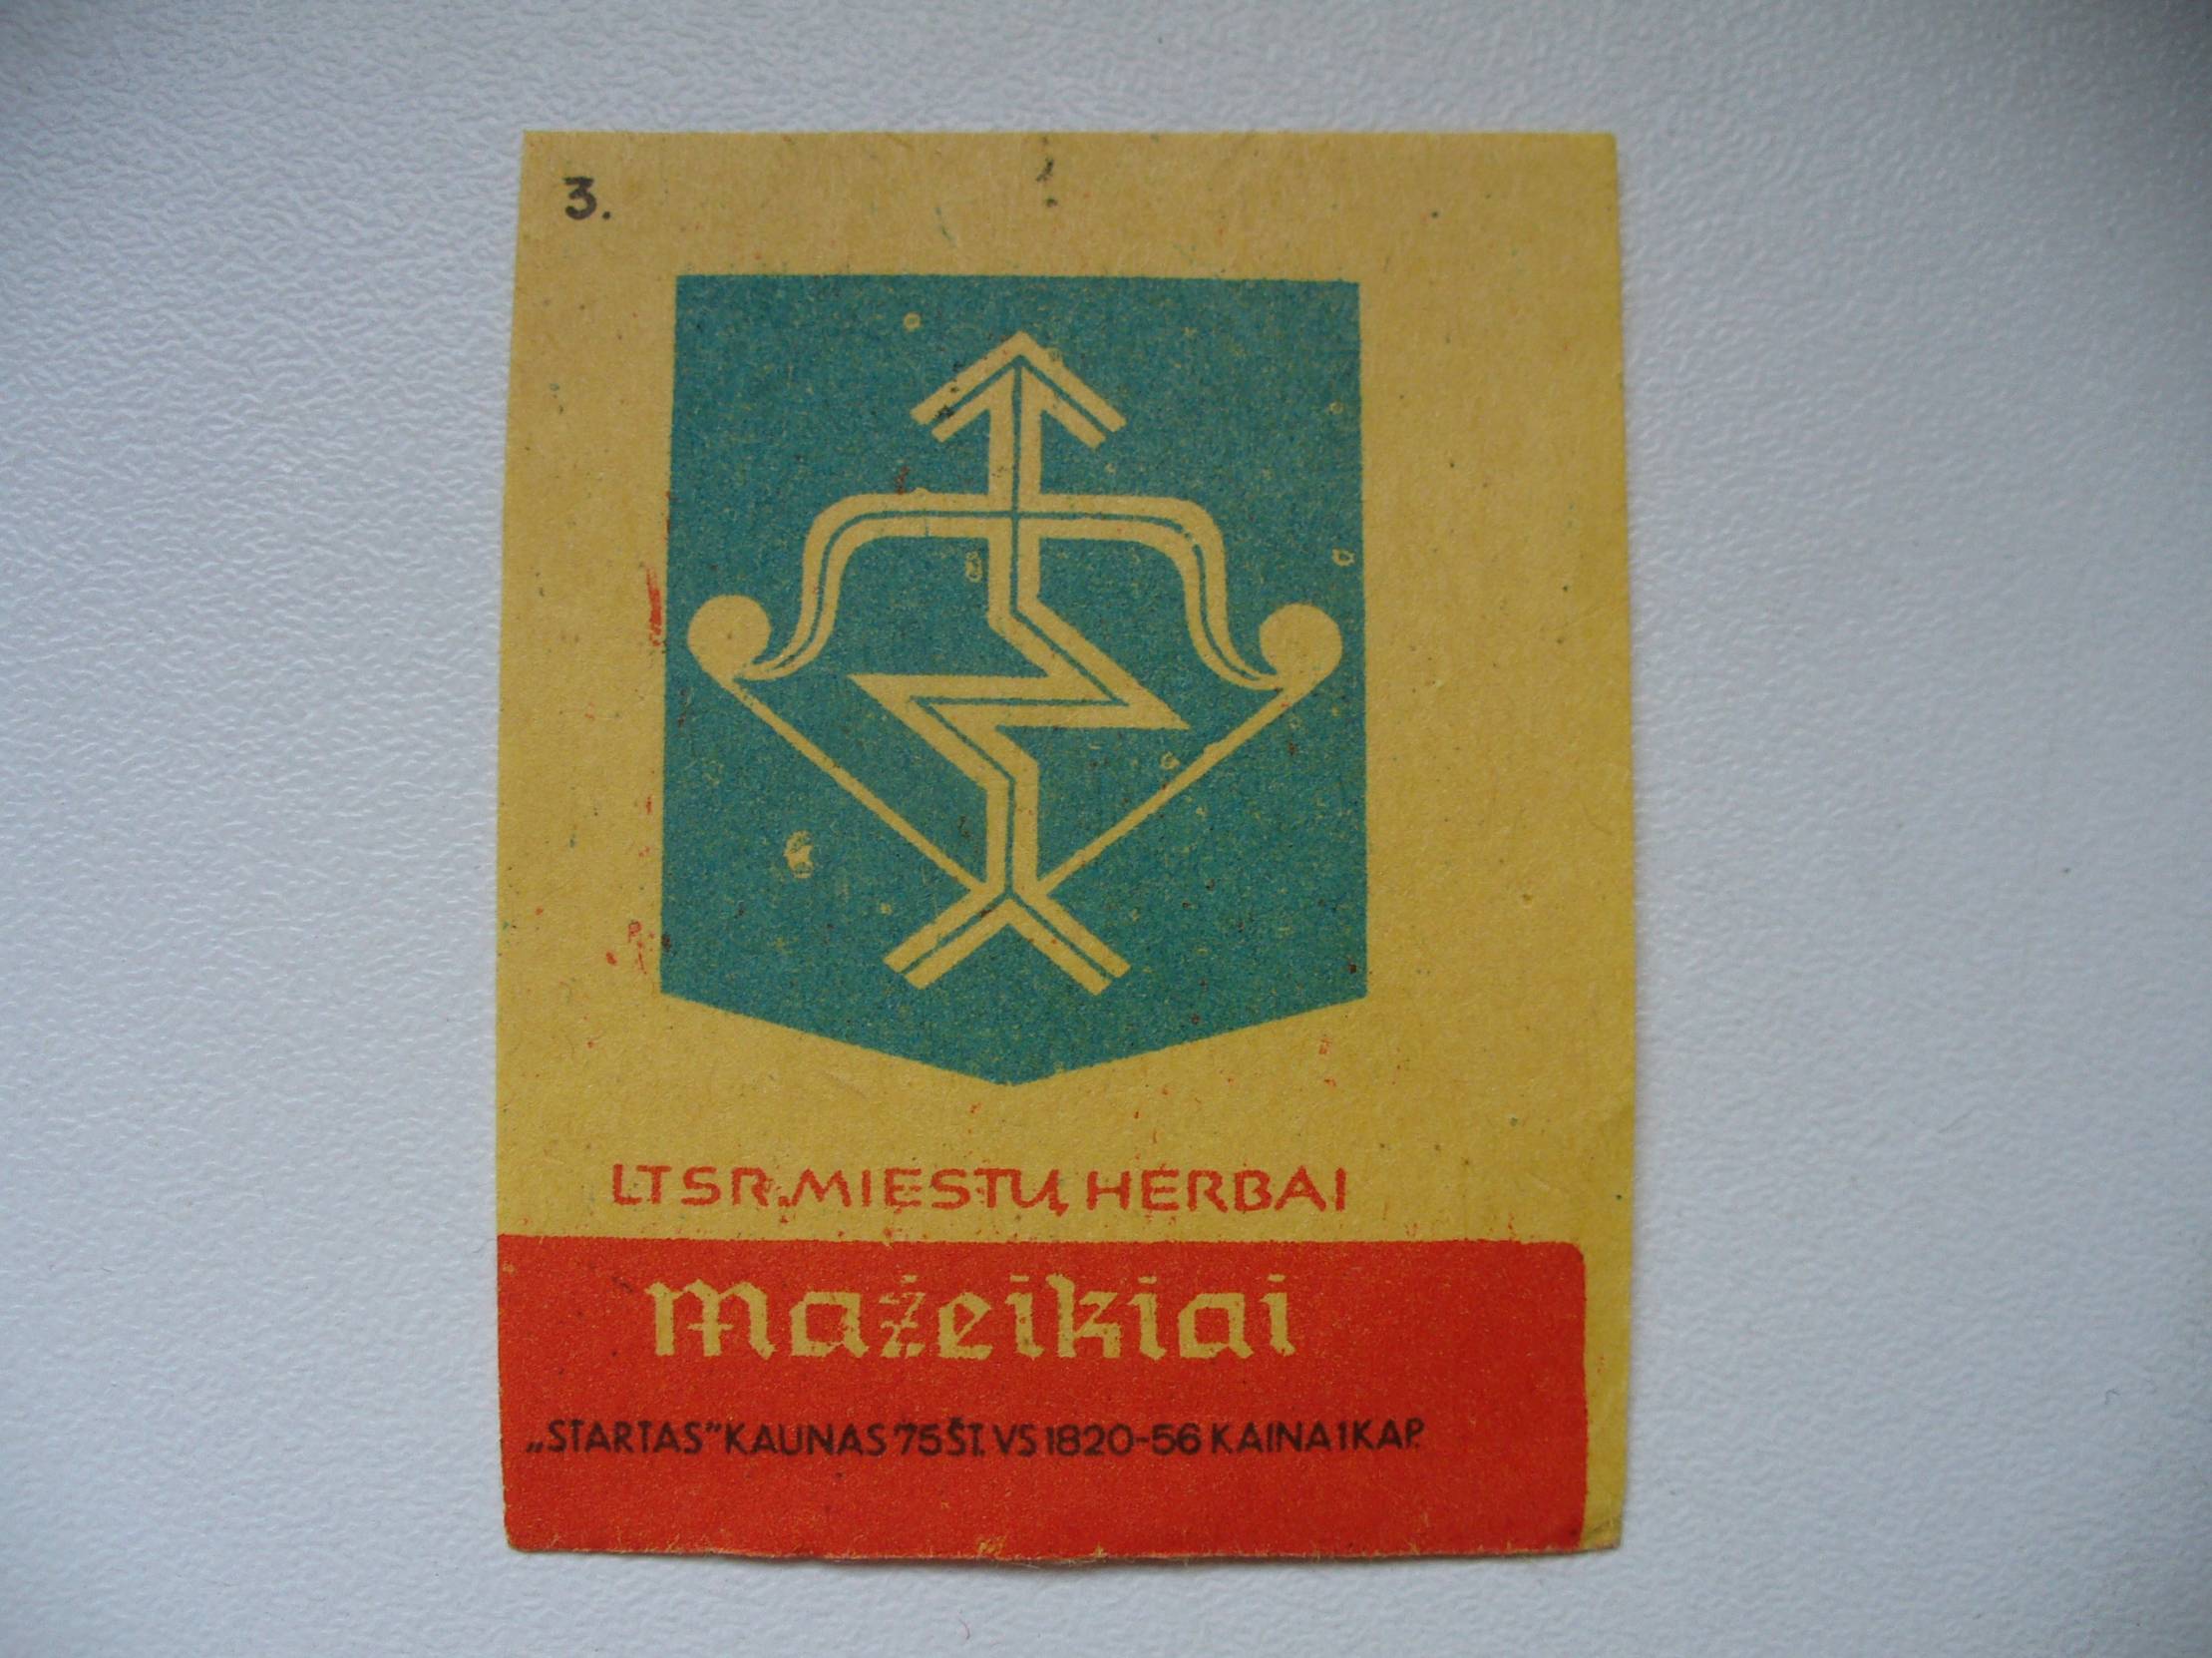 3.
LTSR MIESTŲ HERBAI
mažeikiai
„STARTAS" KAUNAS 75 ŠT. VS 1820-56 KAINA 1 KAP.